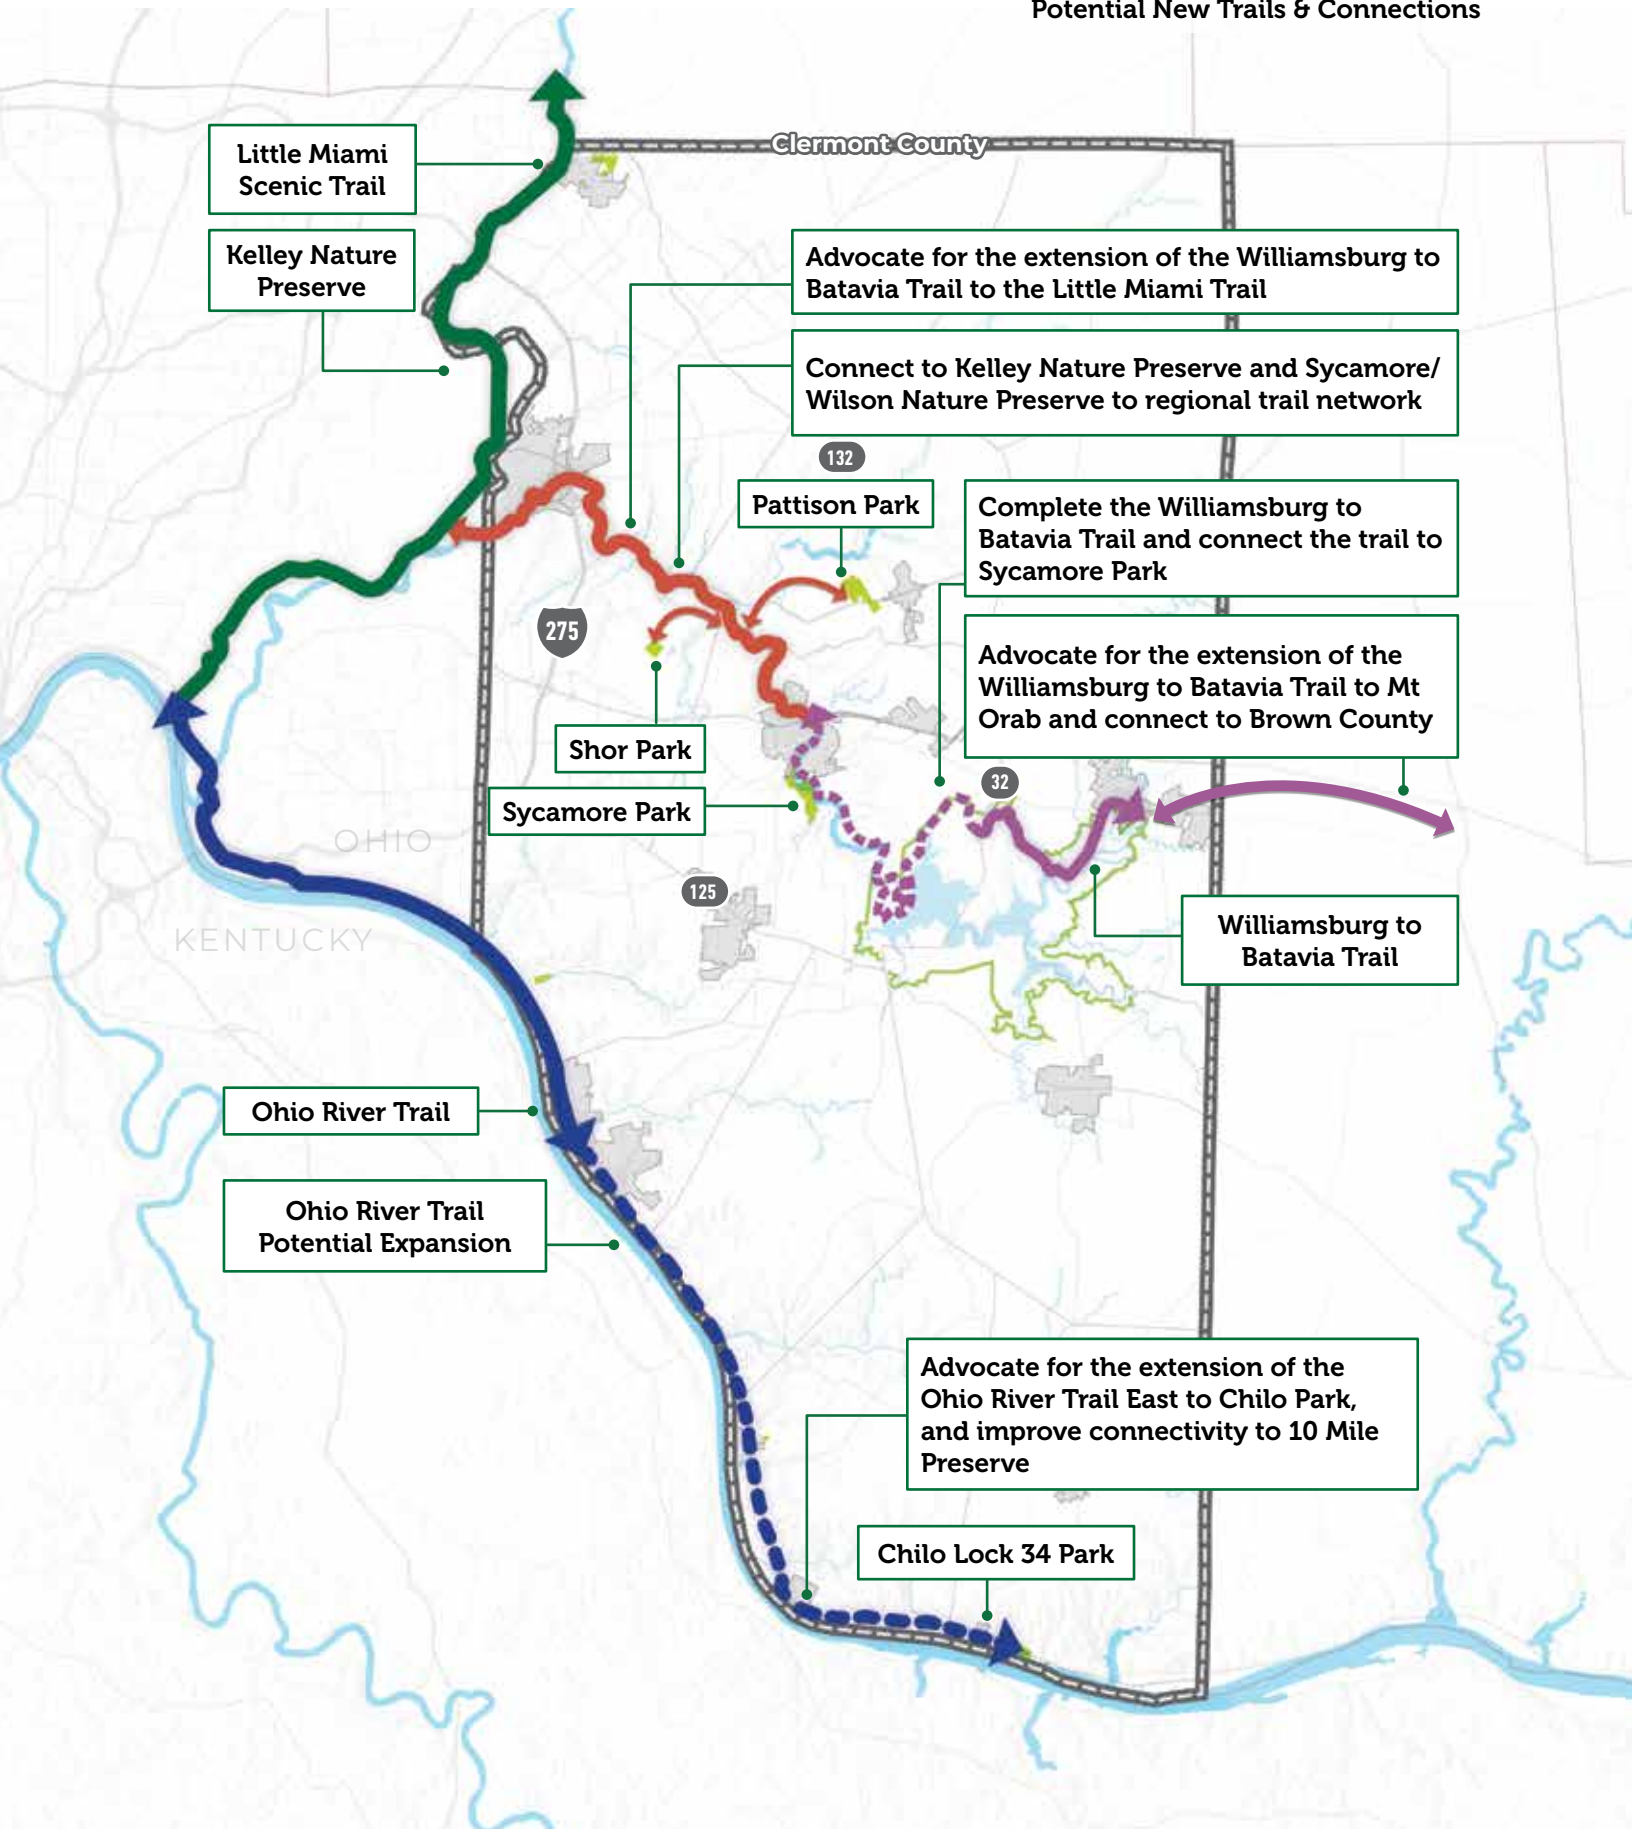 Potential New Trails & Connections
Clermont County
Little Miami
Scenic Trail
Kelley Nature
Preserve
Advocate for the extension of the Williamsburg to
Batavia Trail to the Little Miami Trail
Connect to Kelley Nature Preserve and Sycamore/
Wilson Nature Preserve to regional trail network
132
Pattison Park
Complete the Williamsburg to
Batavia Trail and connect the trail to
Sycamore Park
275
Advocate for the extension of the
Williamsburg to Batavia Trail to Mt
Orab and connect to Brown County
Shor Park
32
Sycamore Park
OHIO
125
KENTUCKY
Williamsburg to
Batavia Trail
Ohio River Trail
Ohio River Trail
Potential Expansion
Advocate for the extension of the
Ohio River Trail East to Chilo Park,
and improve connectivity to 10 Mile
Preserve
Chilo Lock 34 Park